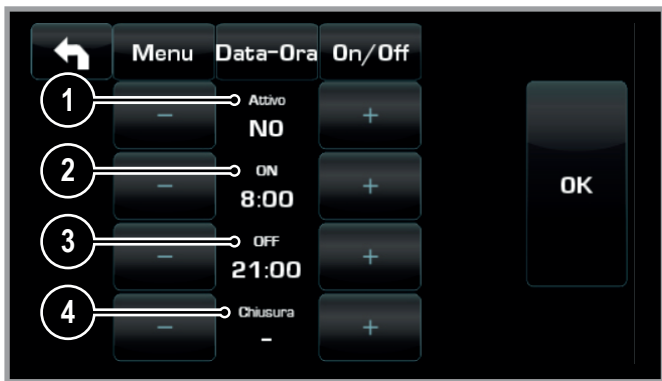 Menu Data-Ora On/Off
1 Attivo
- NO +
2 ON
- 8:00 +
OK
3 OFF
- 21:00 +
4 Chiusura
- - +